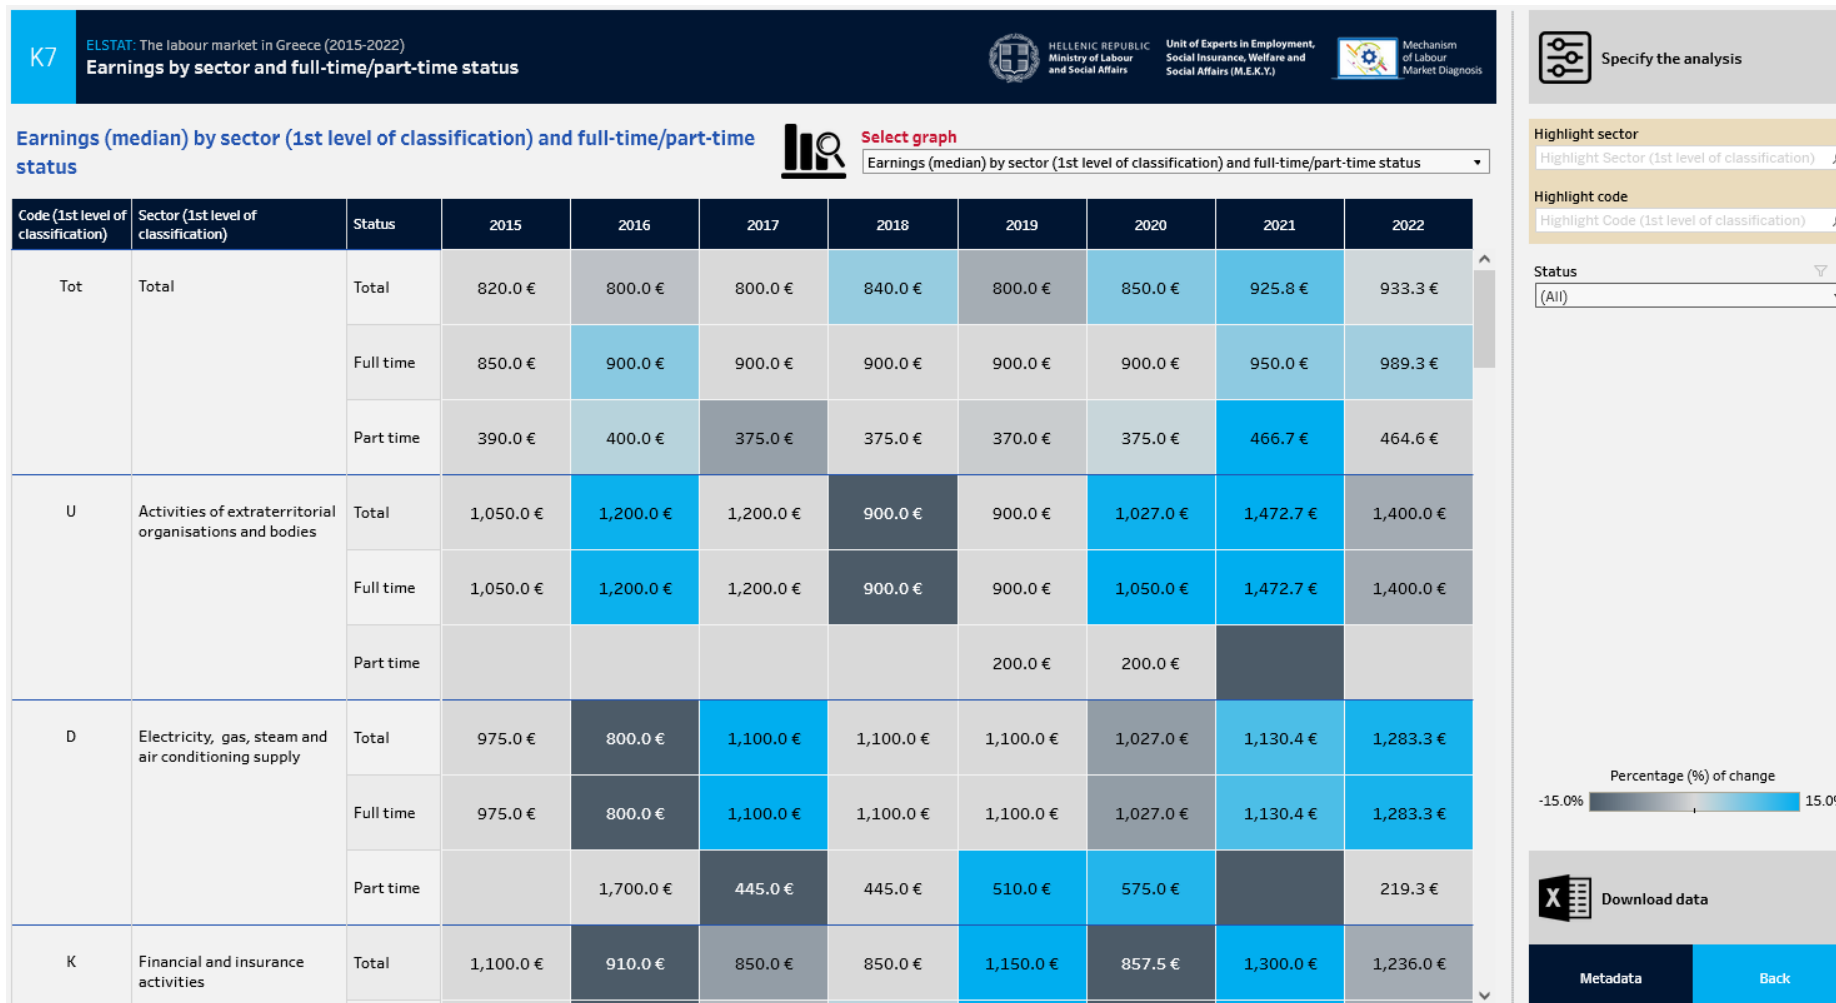 K7
ELSTAT: The labour market in Greece (2015-2022)
Earnings by sector and full-time/part-time status
HELLENIC REPUBLIC
Ministry of Labour
and Social Affairs
Unit of Experts in Employment,
Social Insurance, Welfare and
Social Affairs (M.E.K.Y.)
Mechanism
of Labour
Market Diagnosis
Specify the analysis
Earnings (median) by sector (1st level of classification) and full-time/part-time
status
Select graph
Earnings (median) by sector (1st level of classification) and full-time/part-time status
Highlight sector
Highlight Sector (1st level of classification)
Highlight code
Highlight Code (1st level of classification)
Status
(All)
Code (1st level of
classification)
Sector (1st level of
classification)
Status 2015 2016 2017 2018 2019 2020 2021 2022
Tot Total Total 820.0 € 800.0 € 800.0 € 840.0 € 800.0 € 850.0 € 925.8 € 933.3 €
Full time 850.0 € 900.0 € 900.0 € 900.0 € 900.0 € 900.0 € 950.0 € 989.3 €
Part time 390.0 € 400.0 € 375.0 € 375.0 € 370.0 € 375.0 € 466.7 € 464.6 €
U Activities of extraterritorial
organisations and bodies
Total 1,050.0 € 1,200.0 € 1,200.0 € 900.0 € 900.0 € 1,027.0 € 1,472.7 € 1,400.0 €
Full time 1,050.0 € 1,200.0 € 1,200.0 € 900.0 € 900.0 € 1,050.0 € 1,472.7 € 1,400.0 €
Part time 200.0 € 200.0 €
D Electricity, gas, steam and
air conditioning supply
Total 975.0 € 800.0 € 1,100.0 € 1,100.0 € 1,100.0 € 1,027.0 € 1,130.4 € 1,283.3 €
Full time 975.0 € 800.0 € 1,100.0 € 1,100.0 € 1,100.0 € 1,027.0 € 1,130.4 € 1,283.3 €
Part time 1,700.0 € 445.0 € 445.0 € 510.0 € 575.0 € 219.3 €
K Financial and insurance
activities
Total 1,100.0 € 910.0 € 850.0 € 850.0 € 1,150.0 € 857.5 € 1,300.0 € 1,236.0 €
Percentage (%) of change
-15.0% 15.0%
X
Download data
Metadata
Back